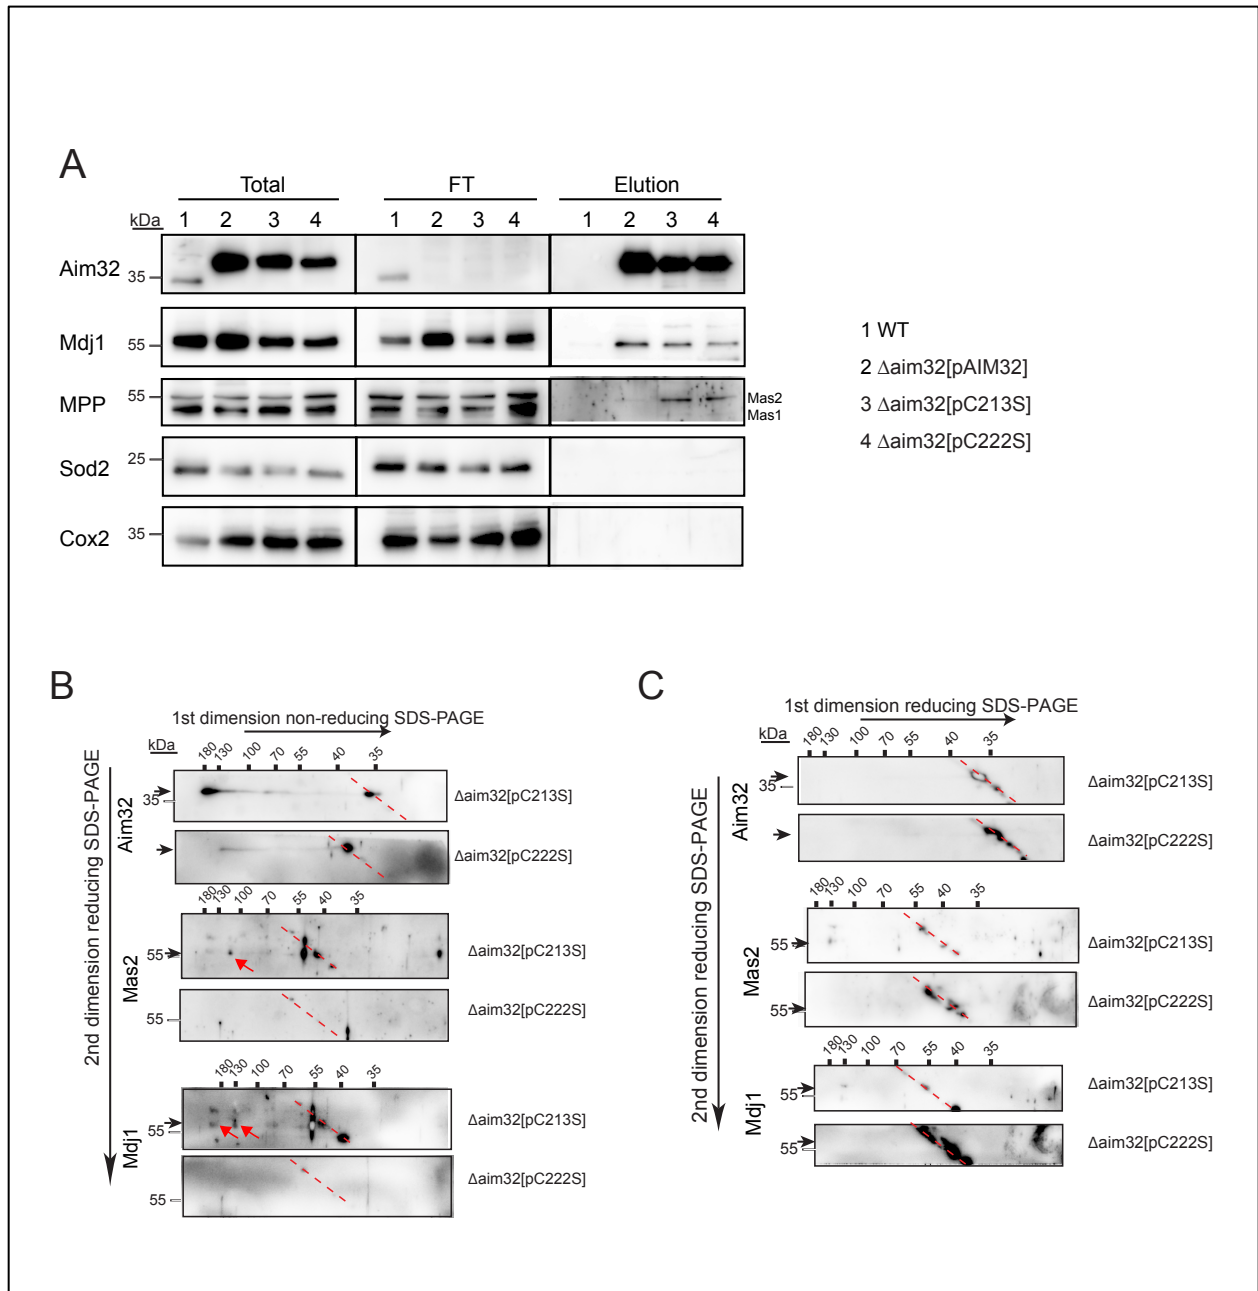 A
Total FT Elution
kDa 1 2 3 4 1 2 3 4 1 2 3 4
Aim32 35
Mdj1 55
MPP 55 Mas2
Mas1
Sod2 25
Cox2 35
1 WT
2 Δaim32[pAIM32]
3 Δaim32[pC213S]
4 Δaim32[pC222S]
B
1st dimension non-reducing SDS-PAGE
2nd dimension reducing SDS-PAGE
kDa 180 130 100 70 55 40 35
Aim32
35 Δaim32[pC213S]
Δaim32[pC222S]
180 130 100 70 55 40 35
Mas2
55 Δaim32[pC213S]
55 Δaim32[pC222S]
180 130 100 70 55 40 35
Mdj1
55 Δaim32[pC213S]
55 Δaim32[pC222S]
C
1st dimension reducing SDS-PAGE
2nd dimension reducing SDS-PAGE
kDa 180 130 100 70 55 40 35
Aim32
35 Δaim32[pC213S]
Δaim32[pC222S]
180 130 100 70 55 40 35
Mas2
55 Δaim32[pC213S]
55 Δaim32[pC222S]
180 130 100 70 55 40 35
Mdj1
55 Δaim32[pC213S]
55 Δaim32[pC222S]